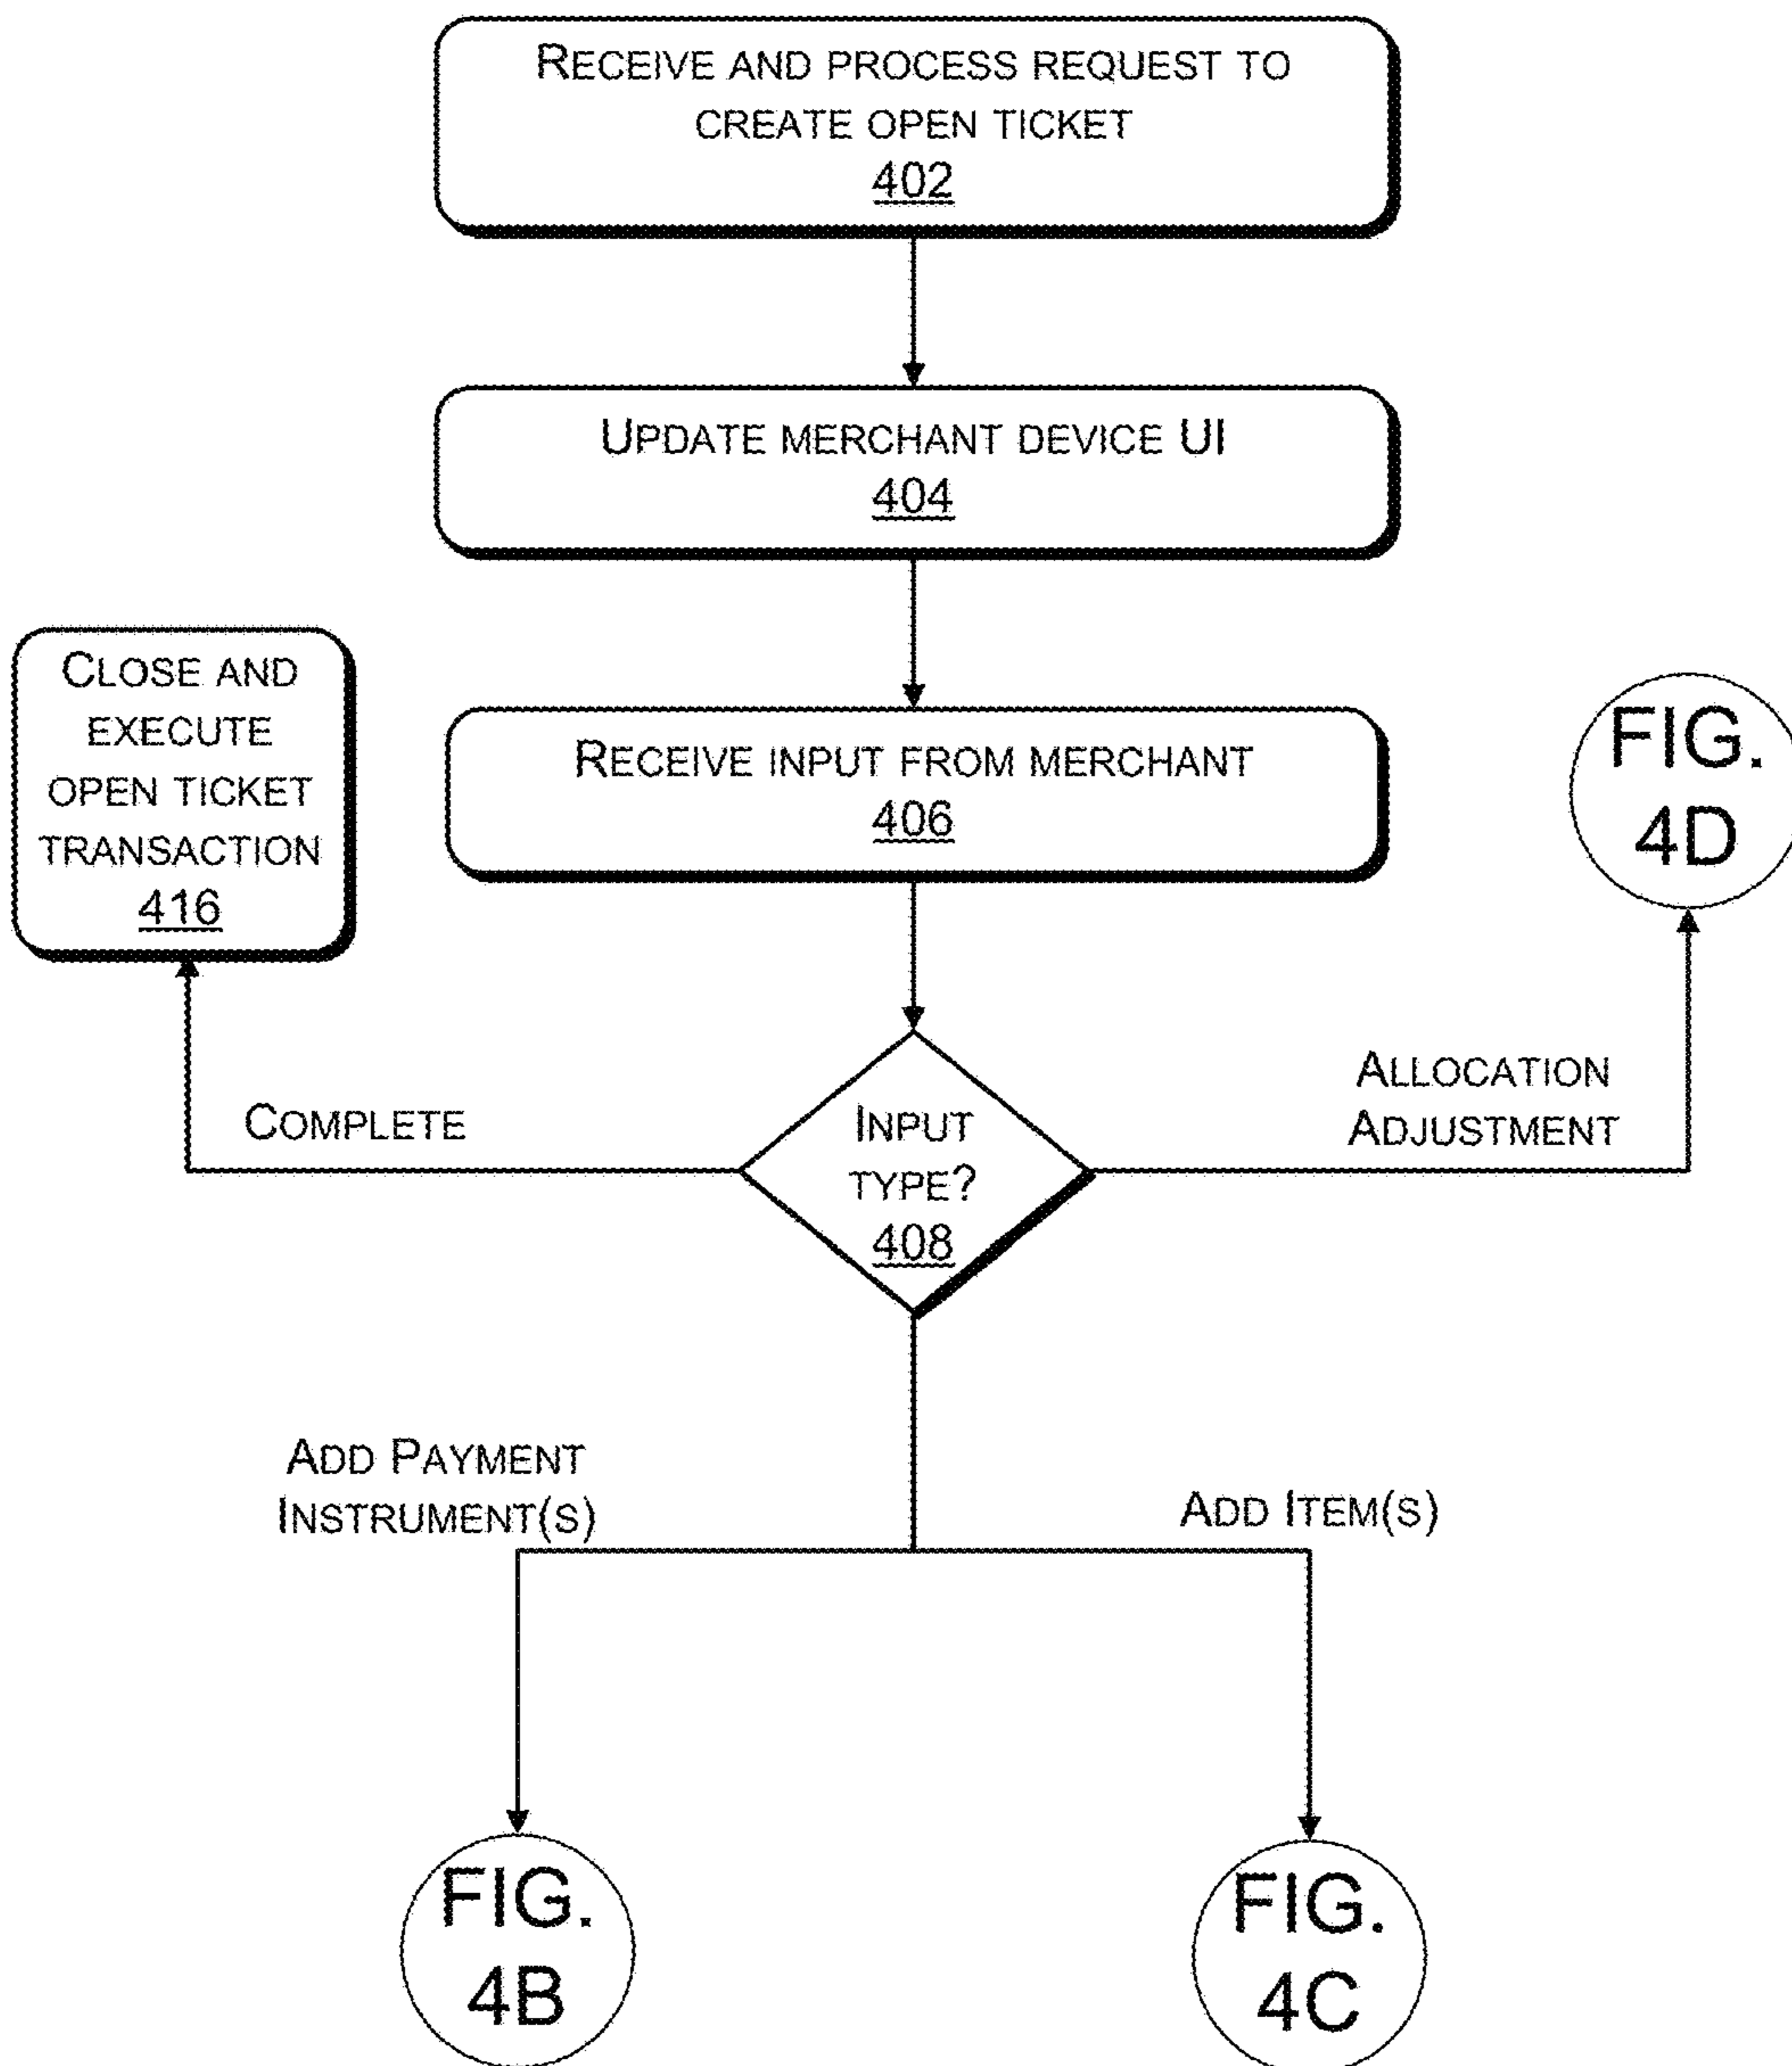 RECEIVE AND PROCESS REQUEST TO
CREATE OPEN TICKET
402
UPDATE MERCHANT DEVICE UI
404
CLOSE AND
EXECUTE
OPEN TICKET
TRANSACTION
416
RECEIVE INPUT FROM MERCHANT
406
FIG.
4D
COMPLETE
INPUT
TYPE?
408
ALLOCATION
ADJUSTMENT
ADD PAYMENT
INSTRUMENT(S)
ADD ITEM(S)
FIG.
4B
FIG.
4C